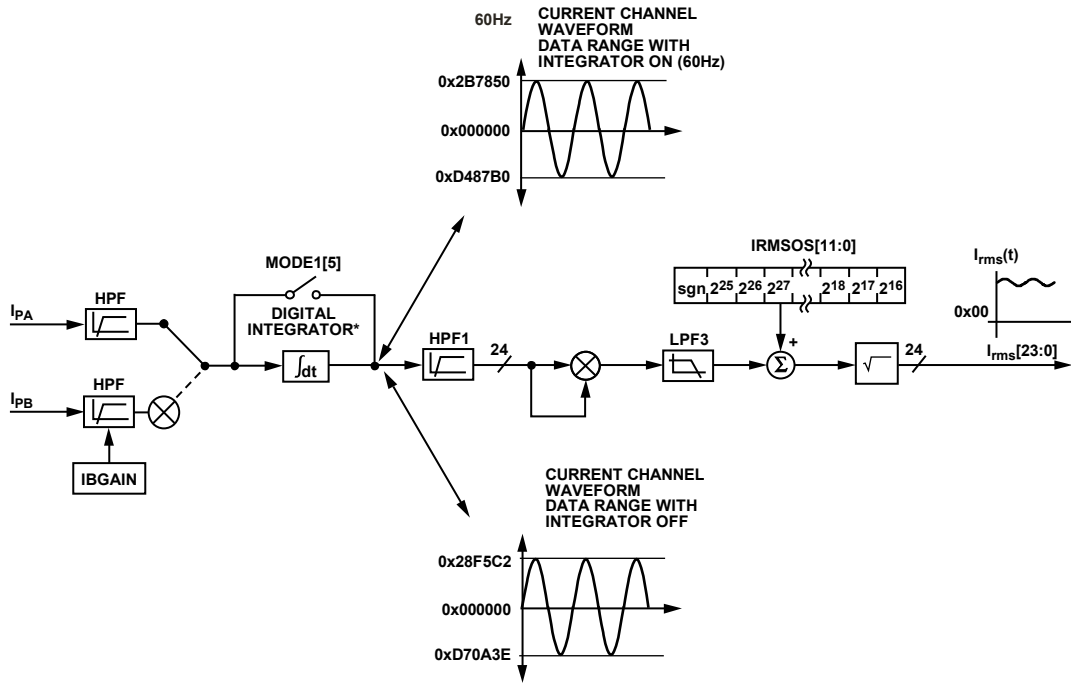 60Hz
CURRENT CHANNEL
WAVEFORM
DATA RANGE WITH
INTEGRATOR ON (60Hz)
0x2B7850
0x000000
0xD487B0
MODE1[5]
DIGITAL
INTEGRATOR*
IRMSOS[11:0]
sgn 2^25 2^26 2^27 2^18 2^17 2^16
I_rms(t)
0x00
I_PA
HPF
∫dt
HPF1
24
LPF3
+
Σ
√
24
I_rms[23:0]
I_PB
HPF
IBGAIN
CURRENT CHANNEL
WAVEFORM
DATA RANGE WITH
INTEGRATOR OFF
0x28F5C2
0x000000
0xD70A3E